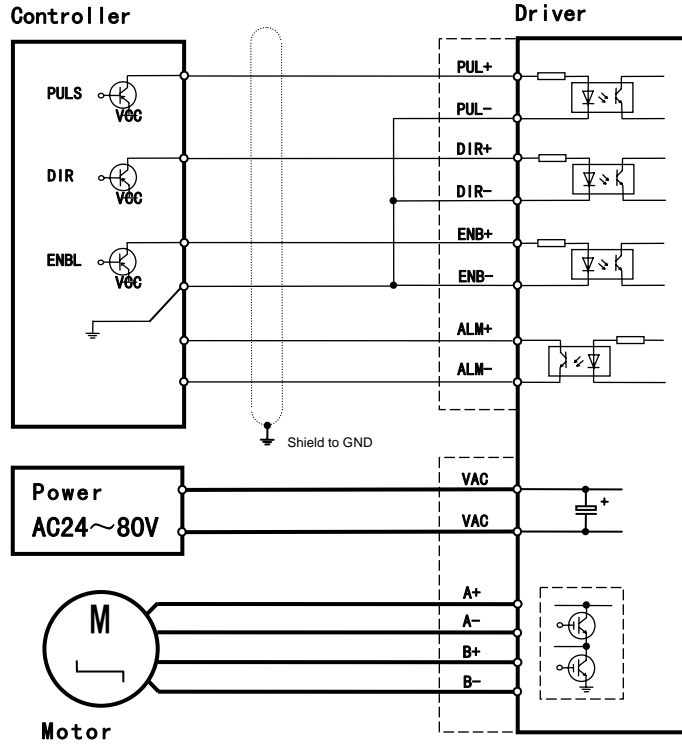 Controller
Driver
PULS
VCC
PUL+
PUL-
DIR
VCC
DIR+
DIR-
ENBL
VCC
ENB+
ENB-
ALM+
ALM-
Shield to GND
Power
AC24～80V
VAC
+
VAC
M
A+
A-
B+
B-
Motor